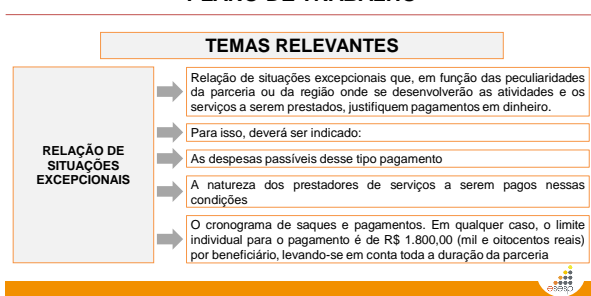 TEMAS RELEVANTES
RELAÇÃO DE
SITUAÇÕES
EXCEPCIONAIS
Relação de situações excepcionais que, em função das peculiaridades
da parceria ou da região onde se desenvolverão as atividades e os
serviços a serem prestados, justifiquem pagamentos em dinheiro.
Para isso, deverá ser indicado:
As despesas passíveis desse tipo pagamento
A natureza dos prestadores de serviços a serem pagos nessas
condições
O cronograma de saques e pagamentos. Em qualquer caso, o limite
individual para o pagamento é de R$ 1.800,00 (mil e oitocentos reais)
por beneficiário, levando-se em conta toda a duração da parceria
esesp